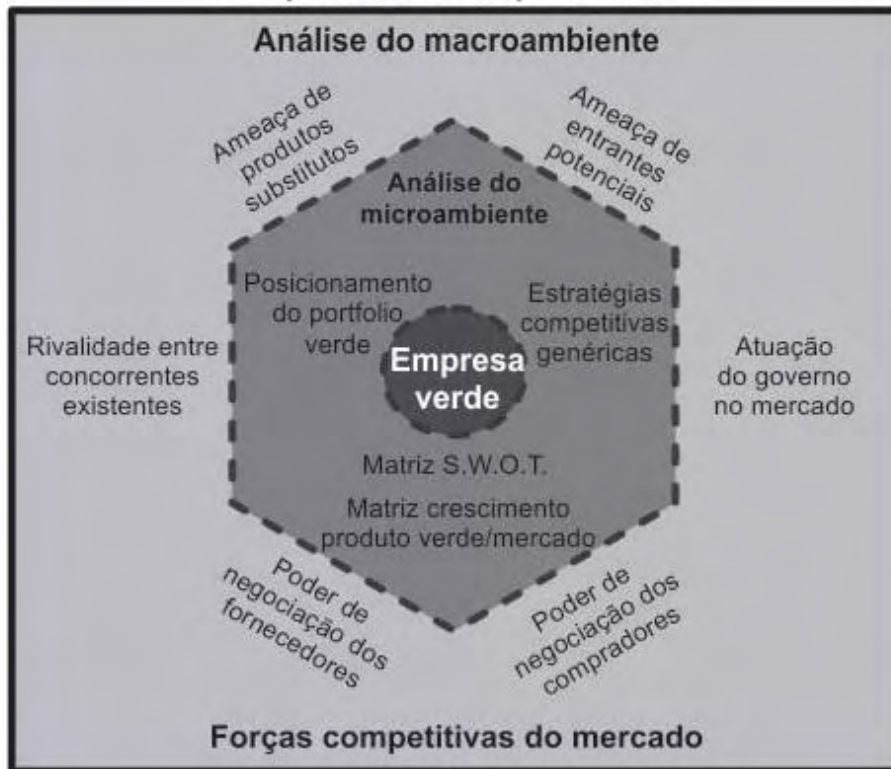 Análise do macroambiente
Ameaça de
produtos
substitutos
Ameaça de
entrantes
potenciais
Análise do
microambiente
Posicionamento
do portfolio
verde
Estratégias
competitivas
genéricas
Rivalidade entre
concorrentes
existentes
Empresa
verde
Atuação
do governo
no mercado
Matriz S.W.O.T.
Matriz crescimento
produto verde/mercado
Poder de
negociação dos
fornecedores
Poder de
negociação dos
compradores
Forças competitivas do mercado